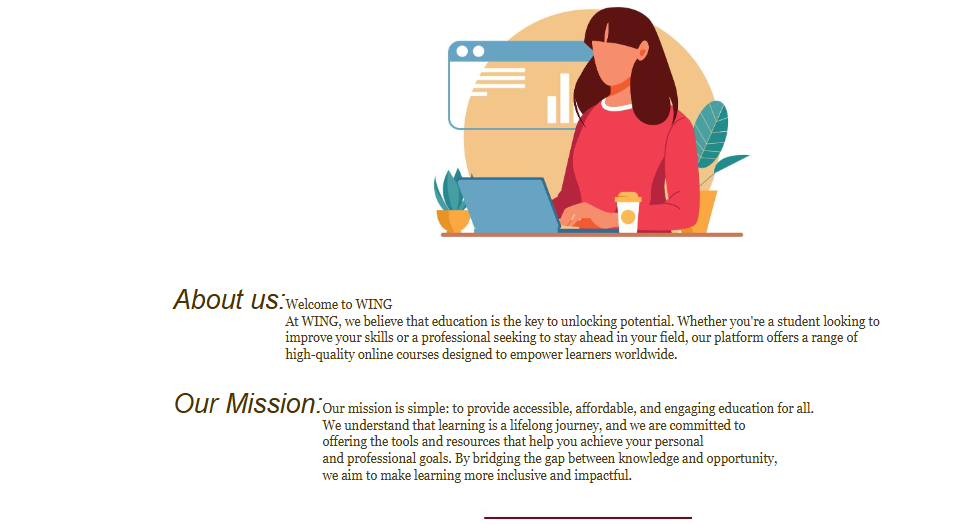 About us:Welcome to WING
At WING, we believe that education is the key to unlocking potential. Whether you're a student looking to
improve your skills or a professional seeking to stay ahead in your field, our platform offers a range of
high-quality online courses designed to empower learners worldwide.
Our Mission:Our mission is simple: to provide accessible, affordable, and engaging education for all.
We understand that learning is a lifelong journey, and we are committed to
offering the tools and resources that help you achieve your personal
and professional goals. By bridging the gap between knowledge and opportunity,
we aim to make learning more inclusive and impactful.